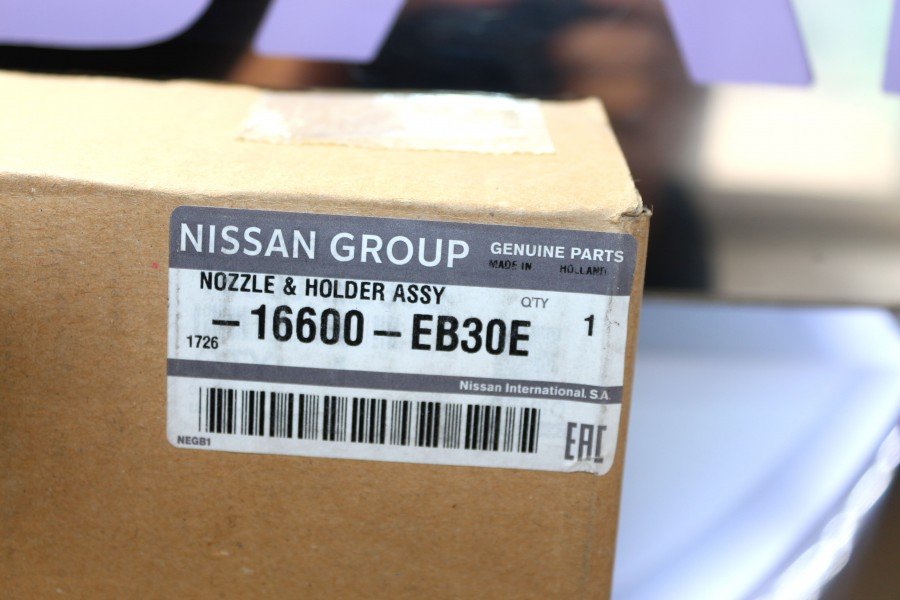 NISSAN GROUP GENUINE PARTS
MADE IN HOLLAND
NOZZLE & HOLDER ASSY QTY
1726 -16600-EB30E 1
Nissan International. S.A.
NEGB1 EAC